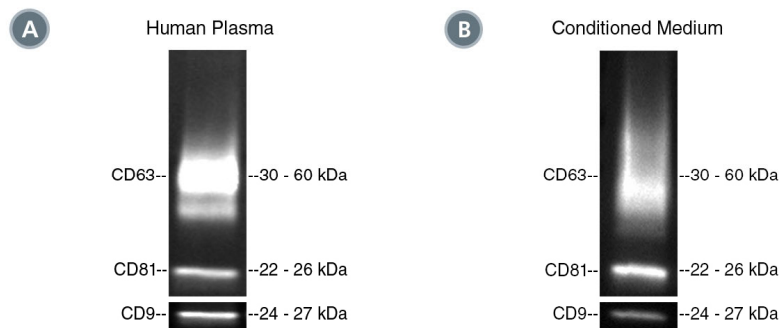 A
Human Plasma
CD63-- --30 - 60 kDa
CD81-- --22 - 26 kDa
CD9-- --24 - 27 kDa
B
Conditioned Medium
CD63-- --30 - 60 kDa
CD81-- --22 - 26 kDa
CD9-- --24 - 27 kDa